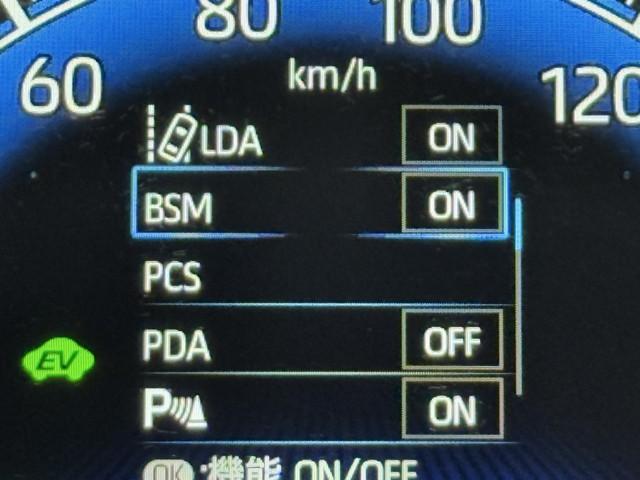 80 100
60 km/h 120
LDA ON
BSM ON
PCS
PDA OFF
EV
P ON
OK :機能 ON/OFF